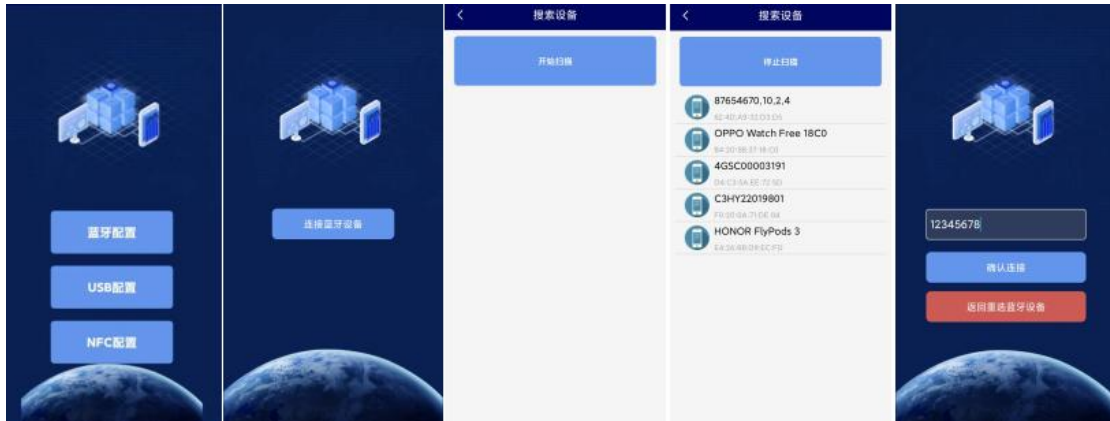 蓝牙配置
USB配置
NFC配置
连接蓝牙设备
搜索设备
开始扫描
搜索设备
停止扫描
87654670,10,2,4
OPPO Watch Free 18C0
4GSC00003191
C3HY22019801
HONOR FlyPods 3
12345678
确认连接
返回重选蓝牙设备